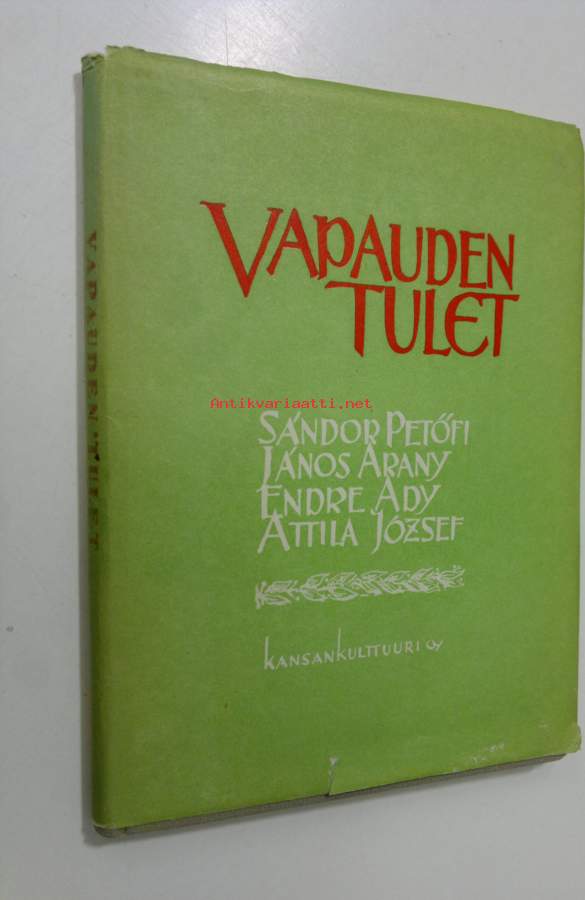 VAPAUDEN
TULET
Antikvariaatti.net
SÁNDOR PETŐFI
JÁNOS ARANY
ENDRE ADY
ATTILA JÓZSEF
KANSANKULTTUURI OY
VAPAUDEN TULET